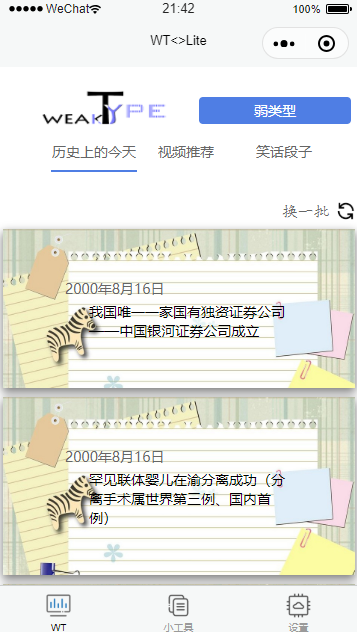 WeChat 21:42 100%
WT<>Lite
WEAK TYPE
弱类型
历史上的今天 视频推荐 笑话段子
换一批
2000年8月16日
我国唯一一家国有独资证券公司
——中国银河证券公司成立
2000年8月16日
罕见联体婴儿在渝分离成功（分
离手术属世界第三例、国内首
例）
WT 小工具 设置